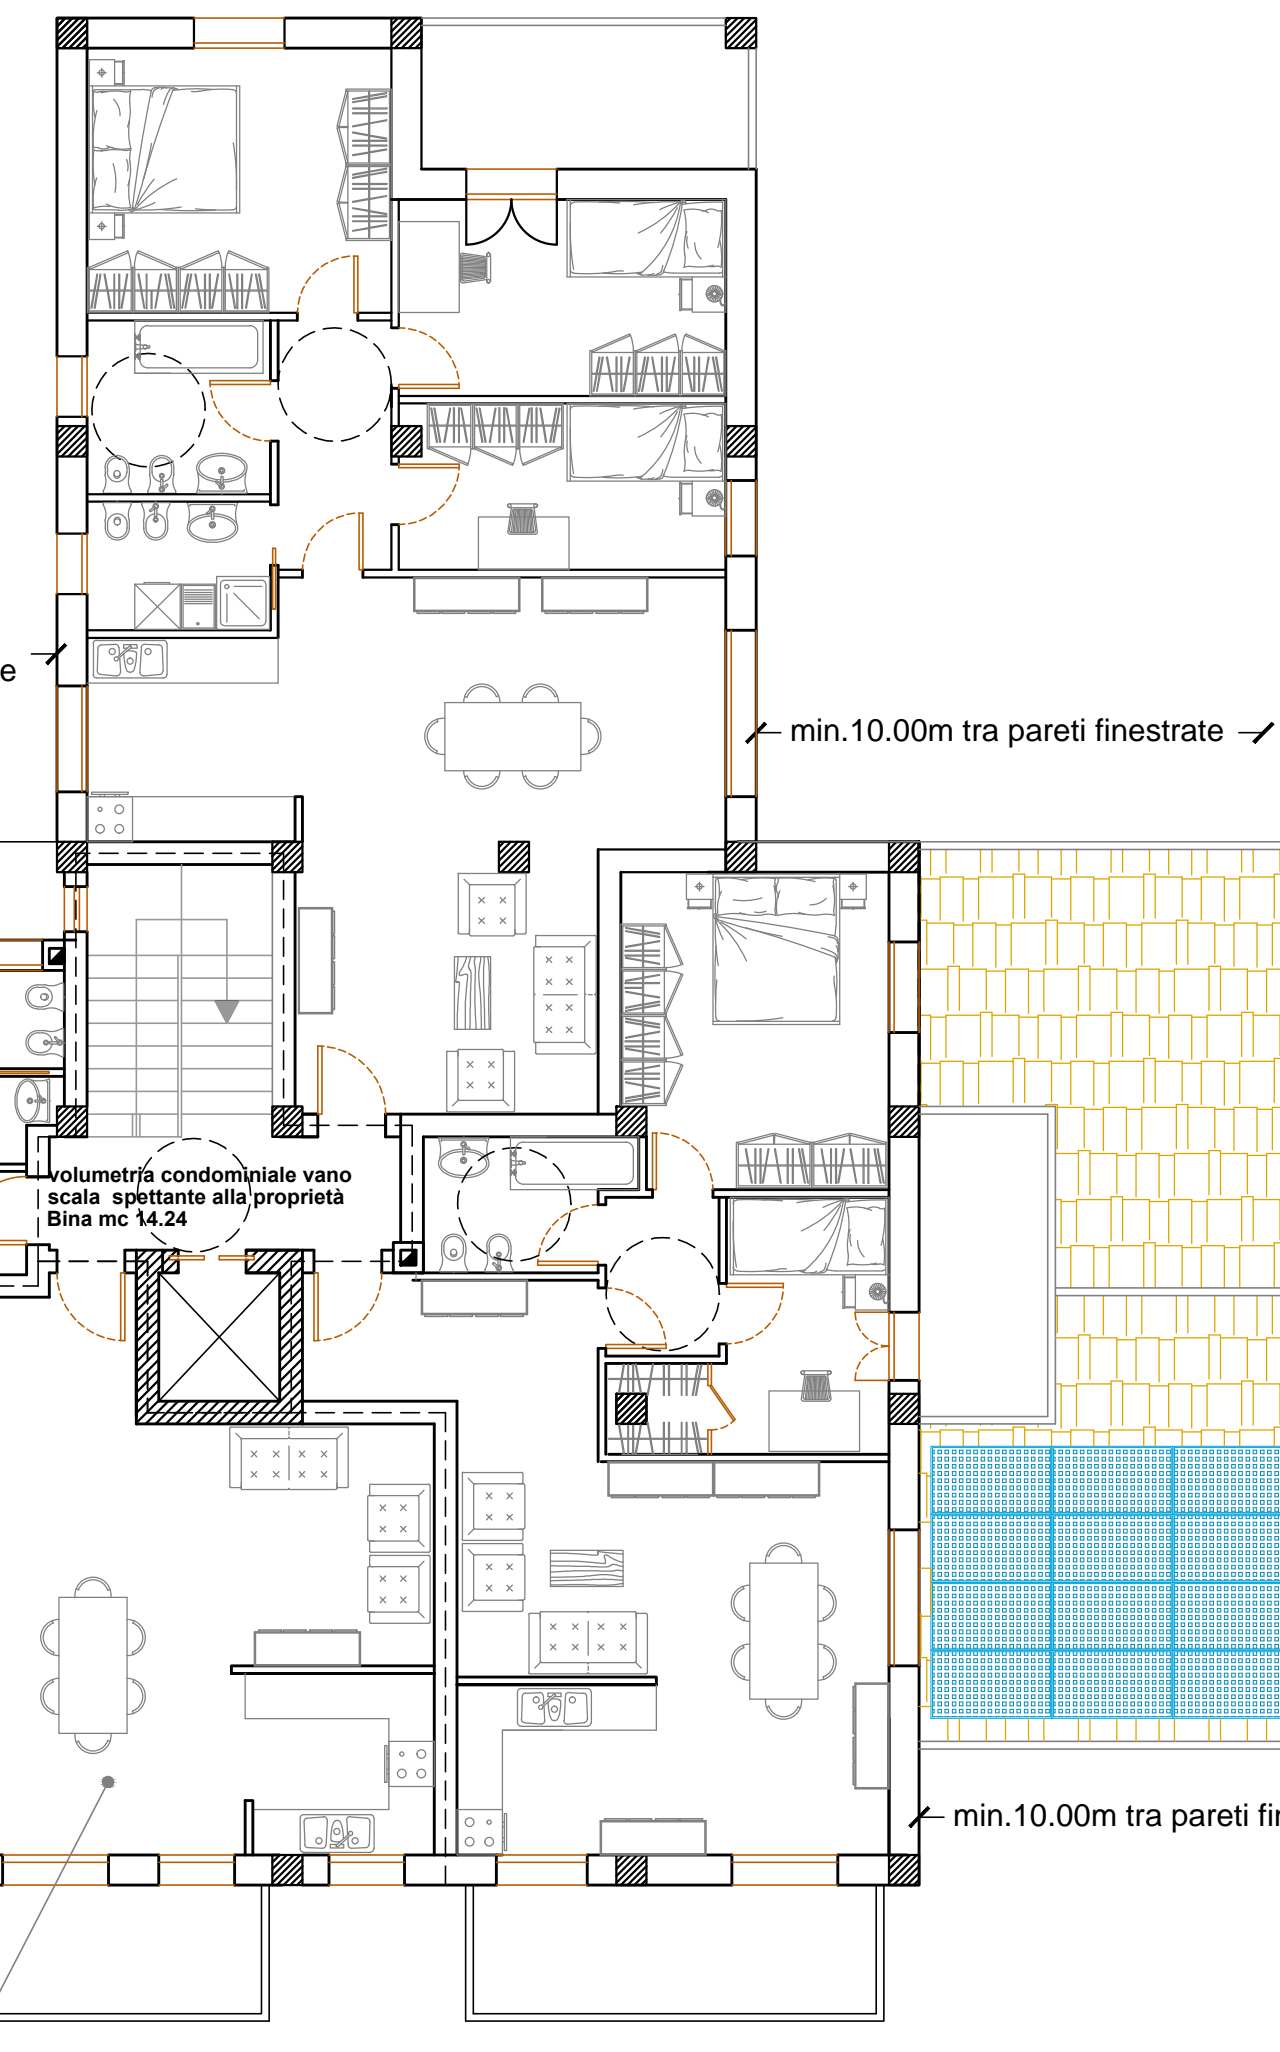 e
min.10.00m tra pareti finestrate
volumetria condominiale vano
scala spettante alla proprietà
Bina mc 14.24
min.10.00m tra pareti fin